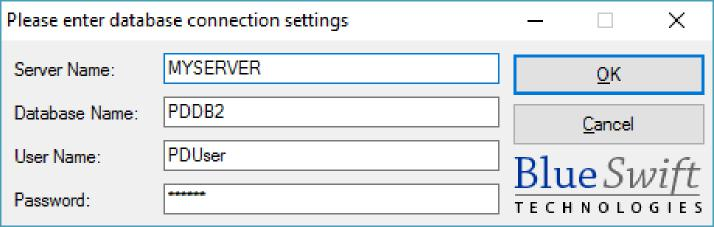 Please enter database connection settings
Server Name: MYSERVER
OK
Database Name: PDDB2
Cancel
User Name: PDUser
Password: ******
Blue Swift
TECHNOLOGIES